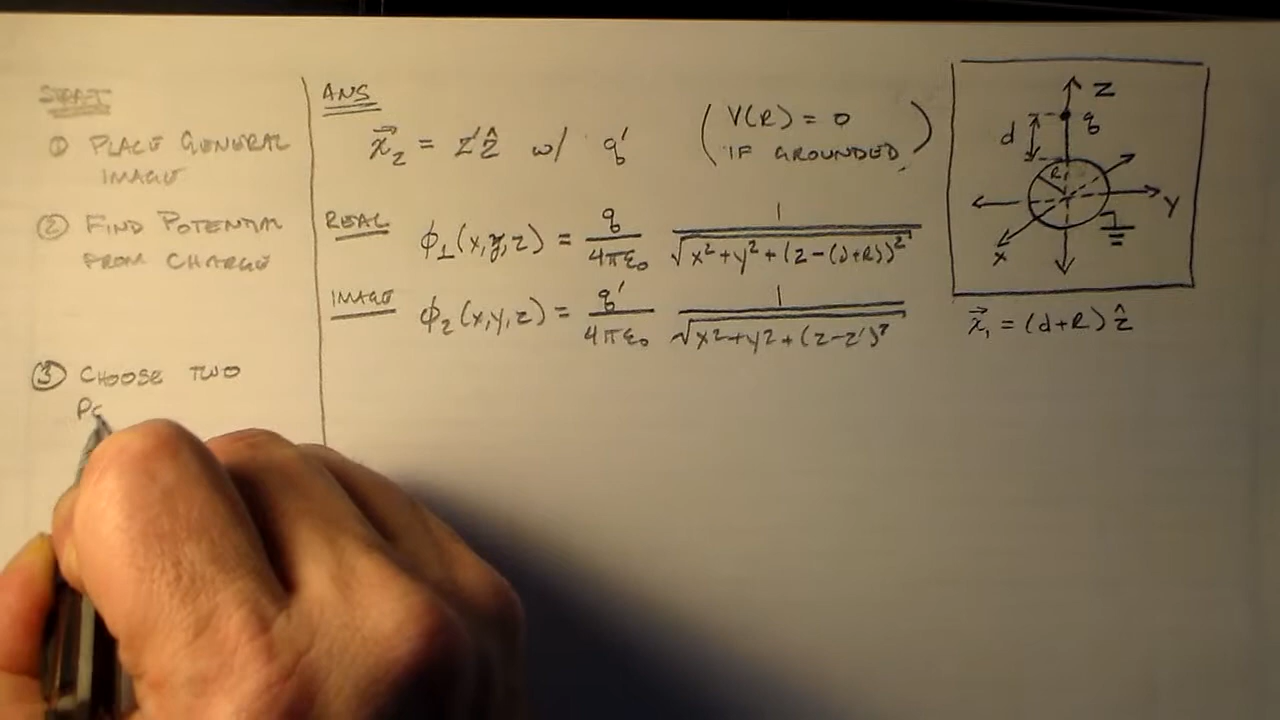 START
① PLACE GENERAL
IMAGE
② FIND POTENTIAL
FROM CHARGE
③ CHOOSE TWO
ANS
x⃗₂ = z'ẑ w/ q' ( V(R) = 0
IF GROUNDED )
REAL φ₁(x,y,z) = q/4πε₀ 1/√x²+y²+(z-(d+R))²
IMAGE φ₂(x,y,z) = q'/4πε₀ 1/√x²+y²+(z-z')²
z
d q
R
y
x
x⃗₁ = (d+R) ẑ